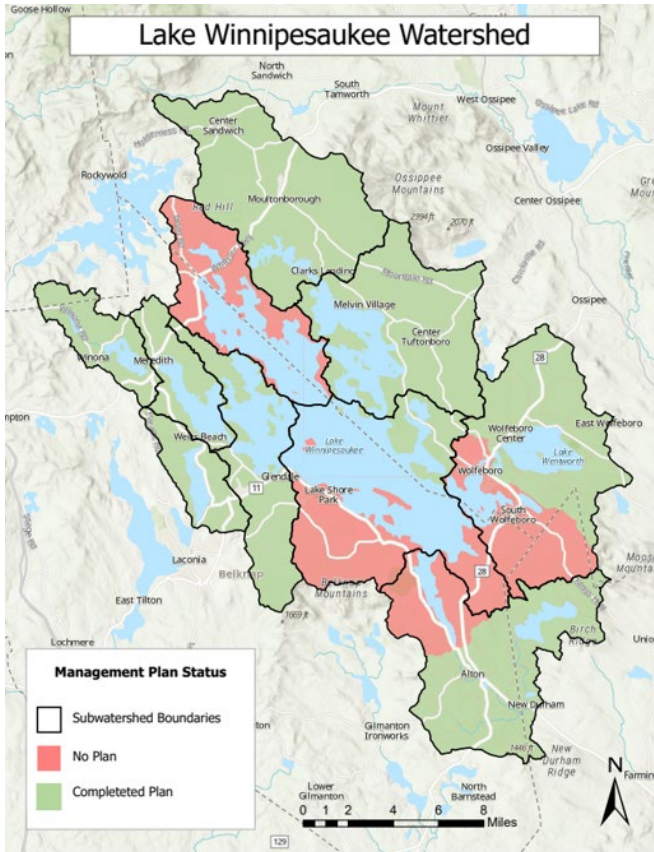 Goose Hollow
Lake Winnipesaukee Watershed
North
Sandwich
South
Tamworth
Mount
Whittier
West Ossipee
Ossipee Lake Rd
Center
Sandwich
Ossipee Valley
Rockywold
Ossipee
Mountains
Red Hill
Moultonborough
Center Ossipee
2994 ft
2070 ft
Clarks Landing
Melvin Village
Ossipee
Center
Tuftonboro
28
Winona
Meredith
Weirs Beach
Wolfeboro
Center
East Wolfeboro
Lake
Winnipesaukee
Lake
Wentworth
Wolfeboro
Glendale
11
Lake Shore
Park
South
Wolfeboro
Laconia
Belknap
28
Belknap
Mountains
East Tilton
1669 ft
Birch
Ridge
Lochmere
Alton
New Durham
Gilmanton
Ironworks
1446 ft
New
Durham
Ridge
Management Plan Status
Subwatershed Boundaries
No Plan
Completeted Plan
Lower
Gilmanton
North
Barnstead
N
0 1 2 4 6 8
Miles
129